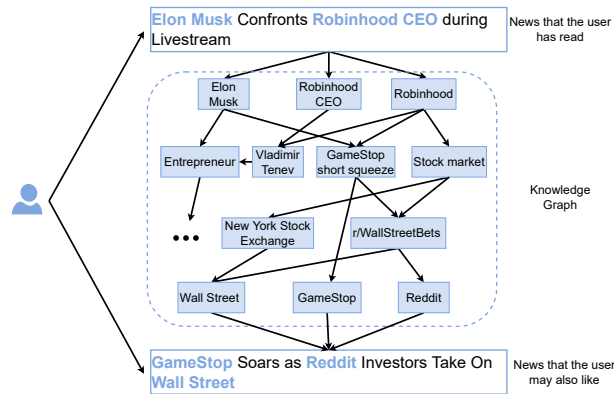 Elon Musk Confronts Robinhood CEO during
Livestream
News that the user
has read
Elon
Musk
Robinhood
CEO
Robinhood
Entrepreneur
Vladimir
Tenev
GameStop
short squeeze
Stock market
Knowledge
Graph
New York Stock
Exchange
r/WallStreetBets
Wall Street
GameStop
Reddit
GameStop Soars as Reddit Investors Take On
Wall Street
News that the user
may also like